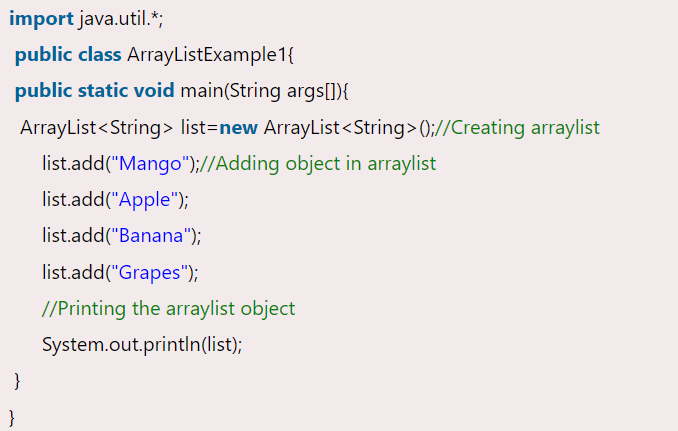 import java.util.*;
public class ArrayListExample1{
public static void main(String args[]){
ArrayList<String> list=new ArrayList<String>();//Creating arraylist
list.add("Mango");//Adding object in arraylist
list.add("Apple");
list.add("Banana");
list.add("Grapes");
//Printing the arraylist object
System.out.println(list);
}
}